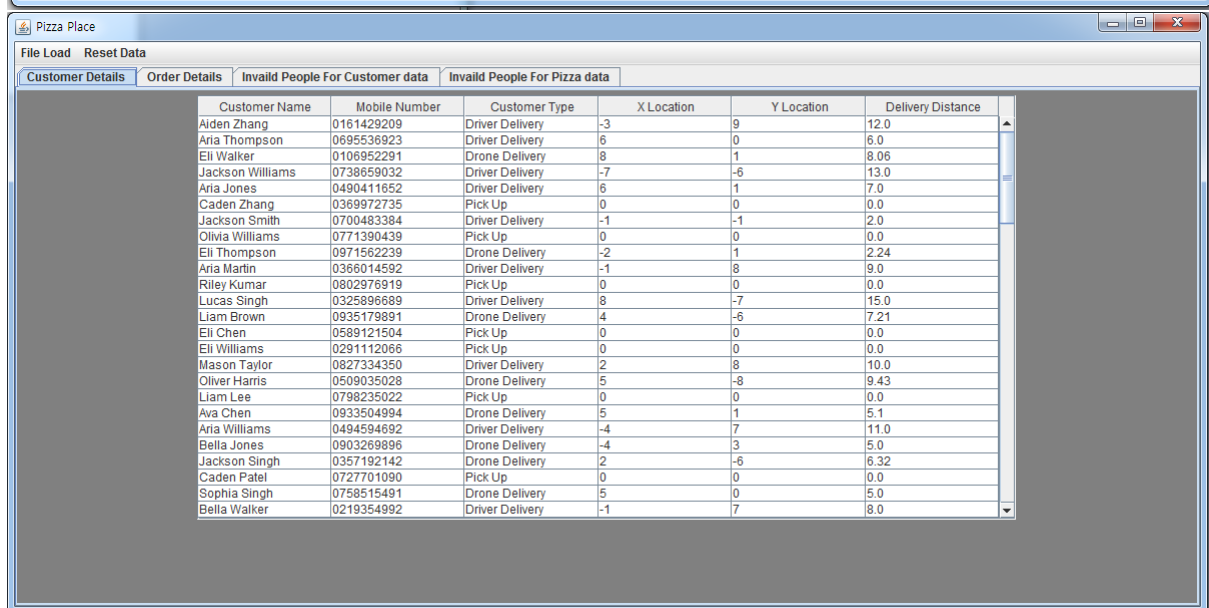 Pizza Place
File Load Reset Data
Customer Details Order Details Invaild People For Customer data Invaild People For Pizza data
Customer Name Mobile Number Customer Type X Location Y Location Delivery Distance
Aiden Zhang 0161429209 Driver Delivery -3 9 12.0
Aria Thompson 0695536923 Driver Delivery 6 0 6.0
Eli Walker 0106952291 Drone Delivery 8 1 8.06
Jackson Williams 0738659032 Driver Delivery -7 -6 13.0
Aria Jones 0490411652 Driver Delivery 6 1 7.0
Caden Zhang 0369972735 Pick Up 0 0 0.0
Jackson Smith 0700483384 Driver Delivery -1 -1 2.0
Olivia Williams 0771390439 Pick Up 0 0 0.0
Eli Thompson 0971562239 Drone Delivery -2 1 2.24
Aria Martin 0366014592 Driver Delivery -1 8 9.0
Riley Kumar 0802976919 Pick Up 0 0 0.0
Lucas Singh 0325896689 Driver Delivery 8 -7 15.0
Liam Brown 0935179891 Drone Delivery 4 -6 7.21
Eli Chen 0589121504 Pick Up 0 0 0.0
Eli Williams 0291112066 Pick Up 0 0 0.0
Mason Taylor 0827334350 Driver Delivery 2 8 10.0
Oliver Harris 0509035028 Drone Delivery 5 -8 9.43
Liam Lee 0798235022 Pick Up 0 0 0.0
Ava Chen 0933504994 Drone Delivery 5 1 5.1
Aria Williams 0494594692 Driver Delivery -4 7 11.0
Bella Jones 0903269896 Drone Delivery -4 3 5.0
Jackson Singh 0357192142 Drone Delivery 2 -6 6.32
Caden Patel 0727701090 Pick Up 0 0 0.0
Sophia Singh 0758515491 Drone Delivery 5 0 5.0
Bella Walker 0219354992 Driver Delivery -1 7 8.0